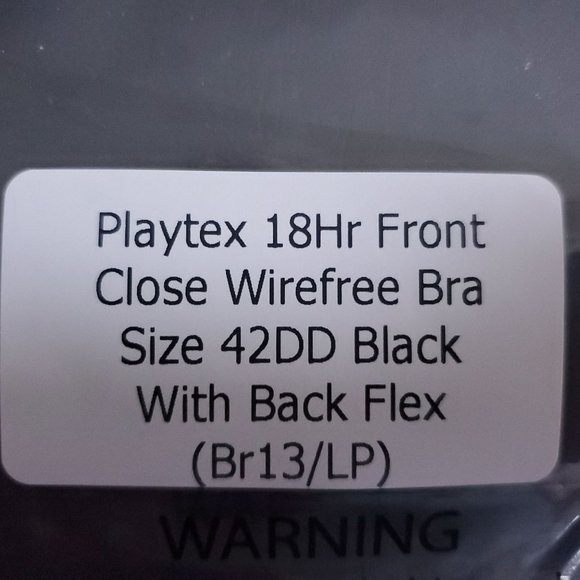 Playtex 18Hr Front
Close Wirefree Bra
Size 42DD Black
With Back Flex
(Br13/LP)
WARNING